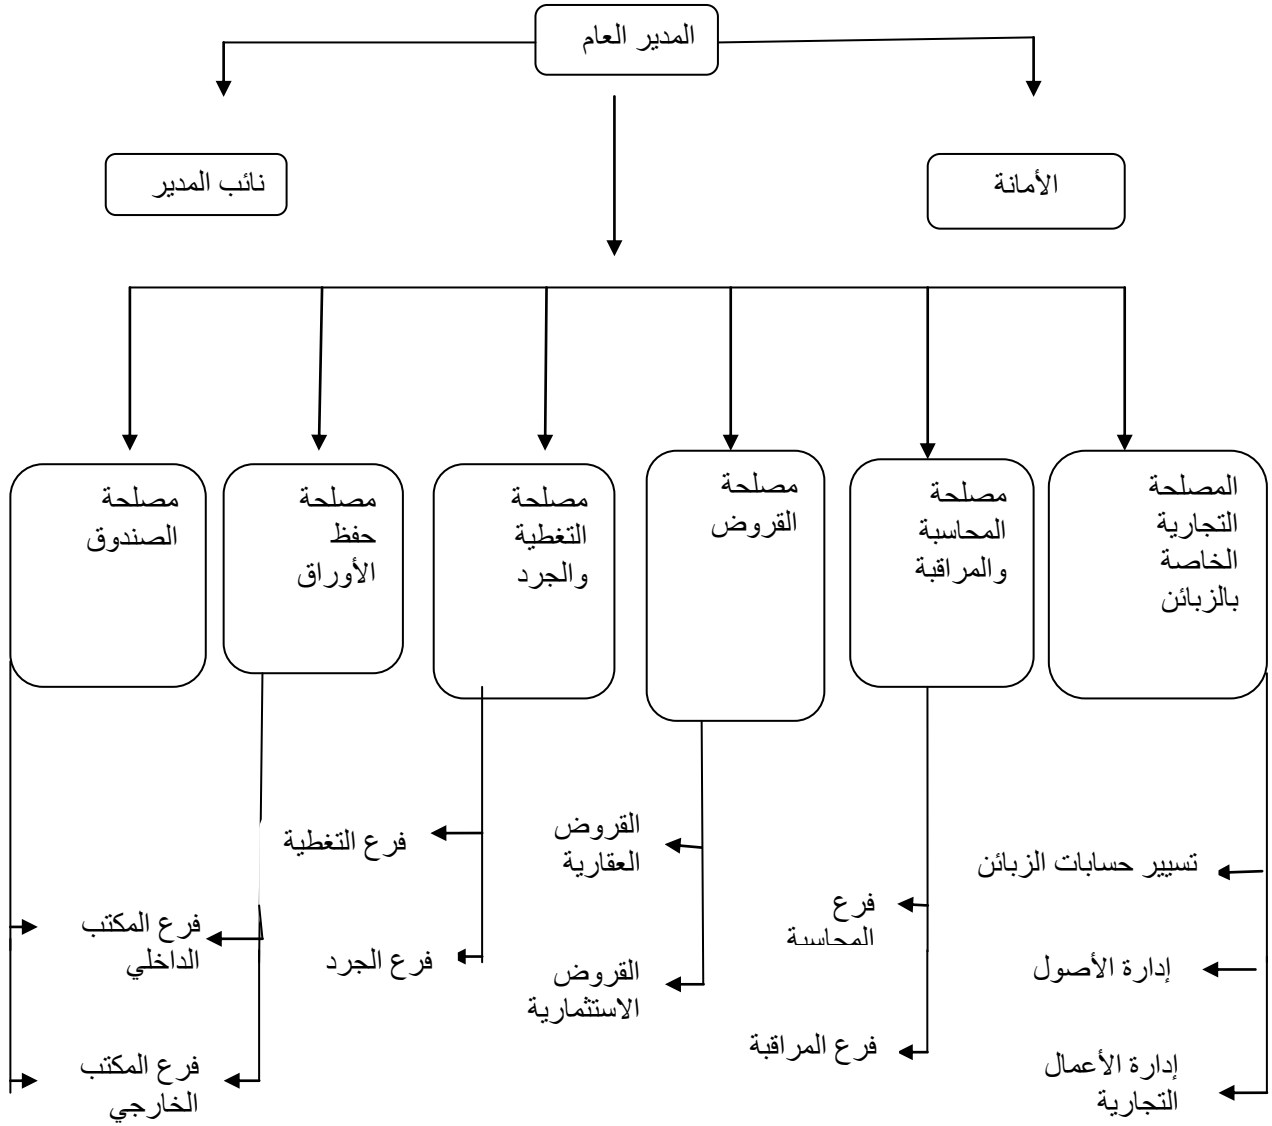 المدير العام
الأمانة
نائب المدير
المصلحة
التجارية
الخاصة
بالزبائن
مصلحة
المحاسبة
والمراقبة
مصلحة
القروض
مصلحة
التغطية
والجرد
مصلحة
حفظ
الأوراق
مصلحة
الصندوق
تسيير حسابات الزبائن
إدارة الأصول
إدارة الأعمال
التجارية
فرع
المحاسبة
فرع المراقبة
القروض
العقارية
القروض
الاستثمارية
فرع التغطية
فرع الجرد
فرع المكتب
الداخلي
فرع المكتب
الخارجي